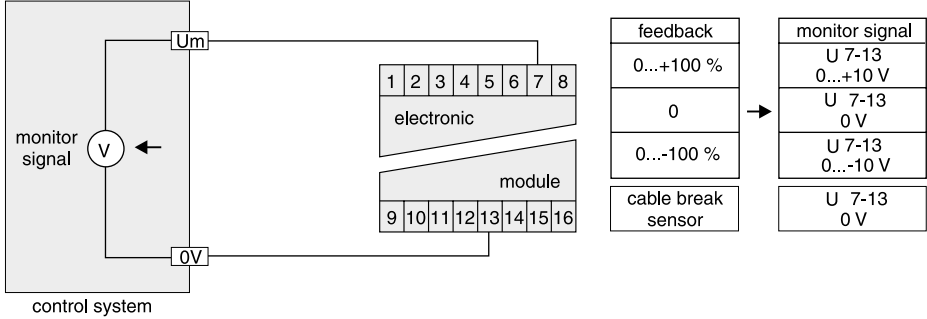 Um
monitor
signal
V
0V
control system
1 2 3 4 5 6 7 8
electronic
module
9 10 11 12 13 14 15 16
feedback
0...+100 %
0
0...-100 %
cable break
sensor
monitor signal
U 7-13
0...+10 V
U 7-13
0 V
U 7-13
0...-10 V
U 7-13
0 V